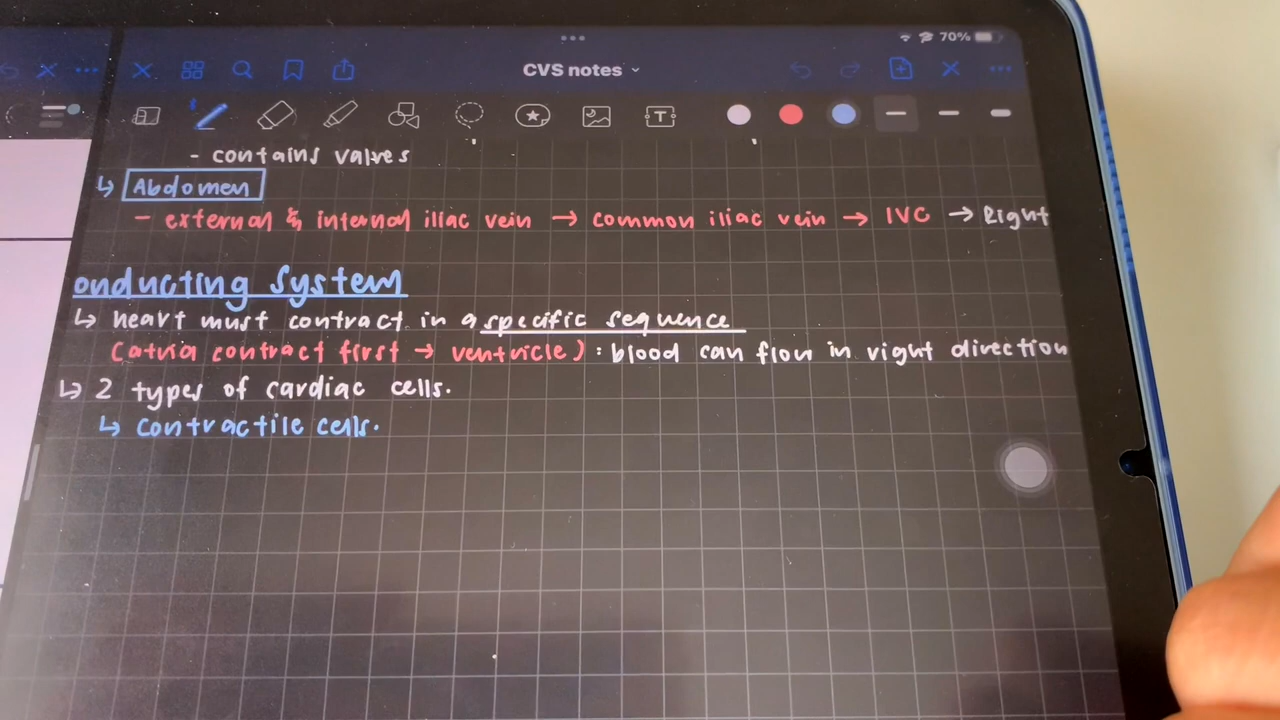 70%
CVS notes
- contains valves
↳ Abdomen
- external & internal iliac vein → common iliac vein → IVC → Right
onducting System
↳ heart must contract in a specific sequence
(atria contract first → ventricle) : blood can flow in right direction
↳ 2 types of cardiac cells.
↳ contractile cells.